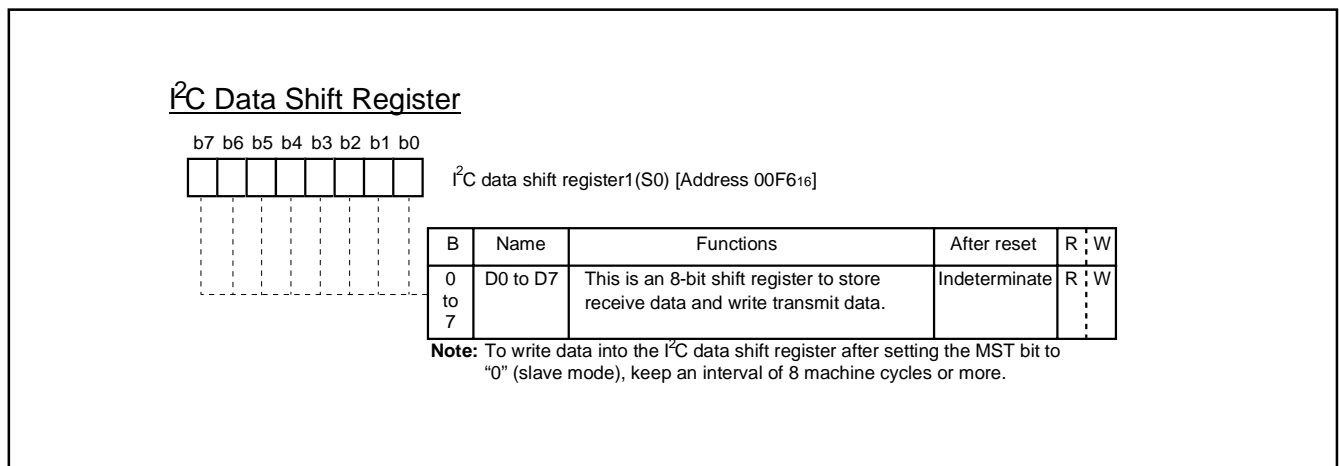 I²C Data Shift Register
b7 b6 b5 b4 b3 b2 b1 b0
I²C data shift register1(S0) [Address 00F6₁₆]
B Name Functions After reset R W
0 to 7 D0 to D7 This is an 8-bit shift register to store Indeterminate R W
receive data and write transmit data.
Note: To write data into the I²C data shift register after setting the MST bit to
“0” (slave mode), keep an interval of 8 machine cycles or more.